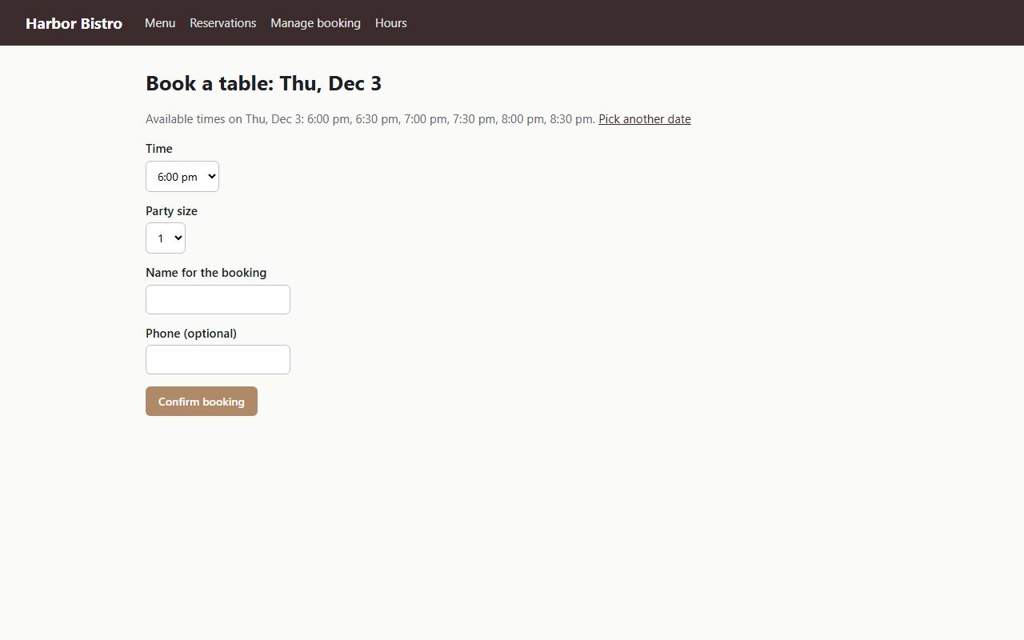 Harbor Bistro Menu Reservations Manage booking Hours
Book a table: Thu, Dec 3
Available times on Thu, Dec 3: 6:00 pm, 6:30 pm, 7:00 pm, 7:30 pm, 8:00 pm, 8:30 pm. Pick another date
Time
6:00 pm
Party size
1
Name for the booking
Phone (optional)
Confirm booking